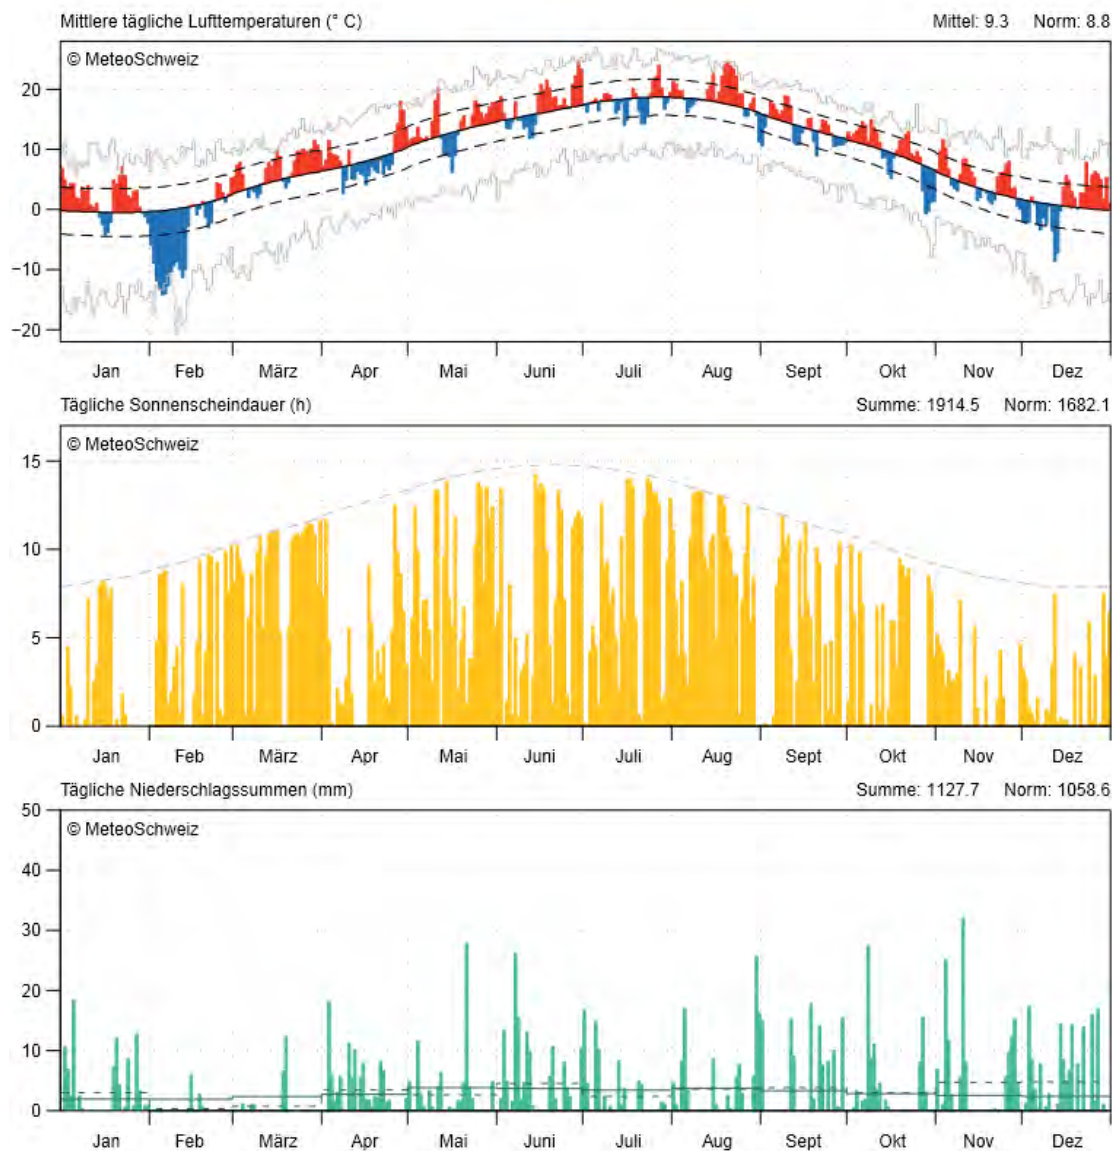 Mittlere tägliche Lufttemperaturen (° C) Mittel: 9.3 Norm: 8.8
© MeteoSchweiz
20
10
0
−10
−20
Jan Feb März Apr Mai Juni Juli Aug Sept Okt Nov Dez
Tägliche Sonnenscheindauer (h) Summe: 1914.5 Norm: 1682.1
© MeteoSchweiz
15
10
5
0
Jan Feb März Apr Mai Juni Juli Aug Sept Okt Nov Dez
Tägliche Niederschlagssummen (mm) Summe: 1127.7 Norm: 1058.6
50
© MeteoSchweiz
40
30
20
10
0
Jan Feb März Apr Mai Juni Juli Aug Sept Okt Nov Dez